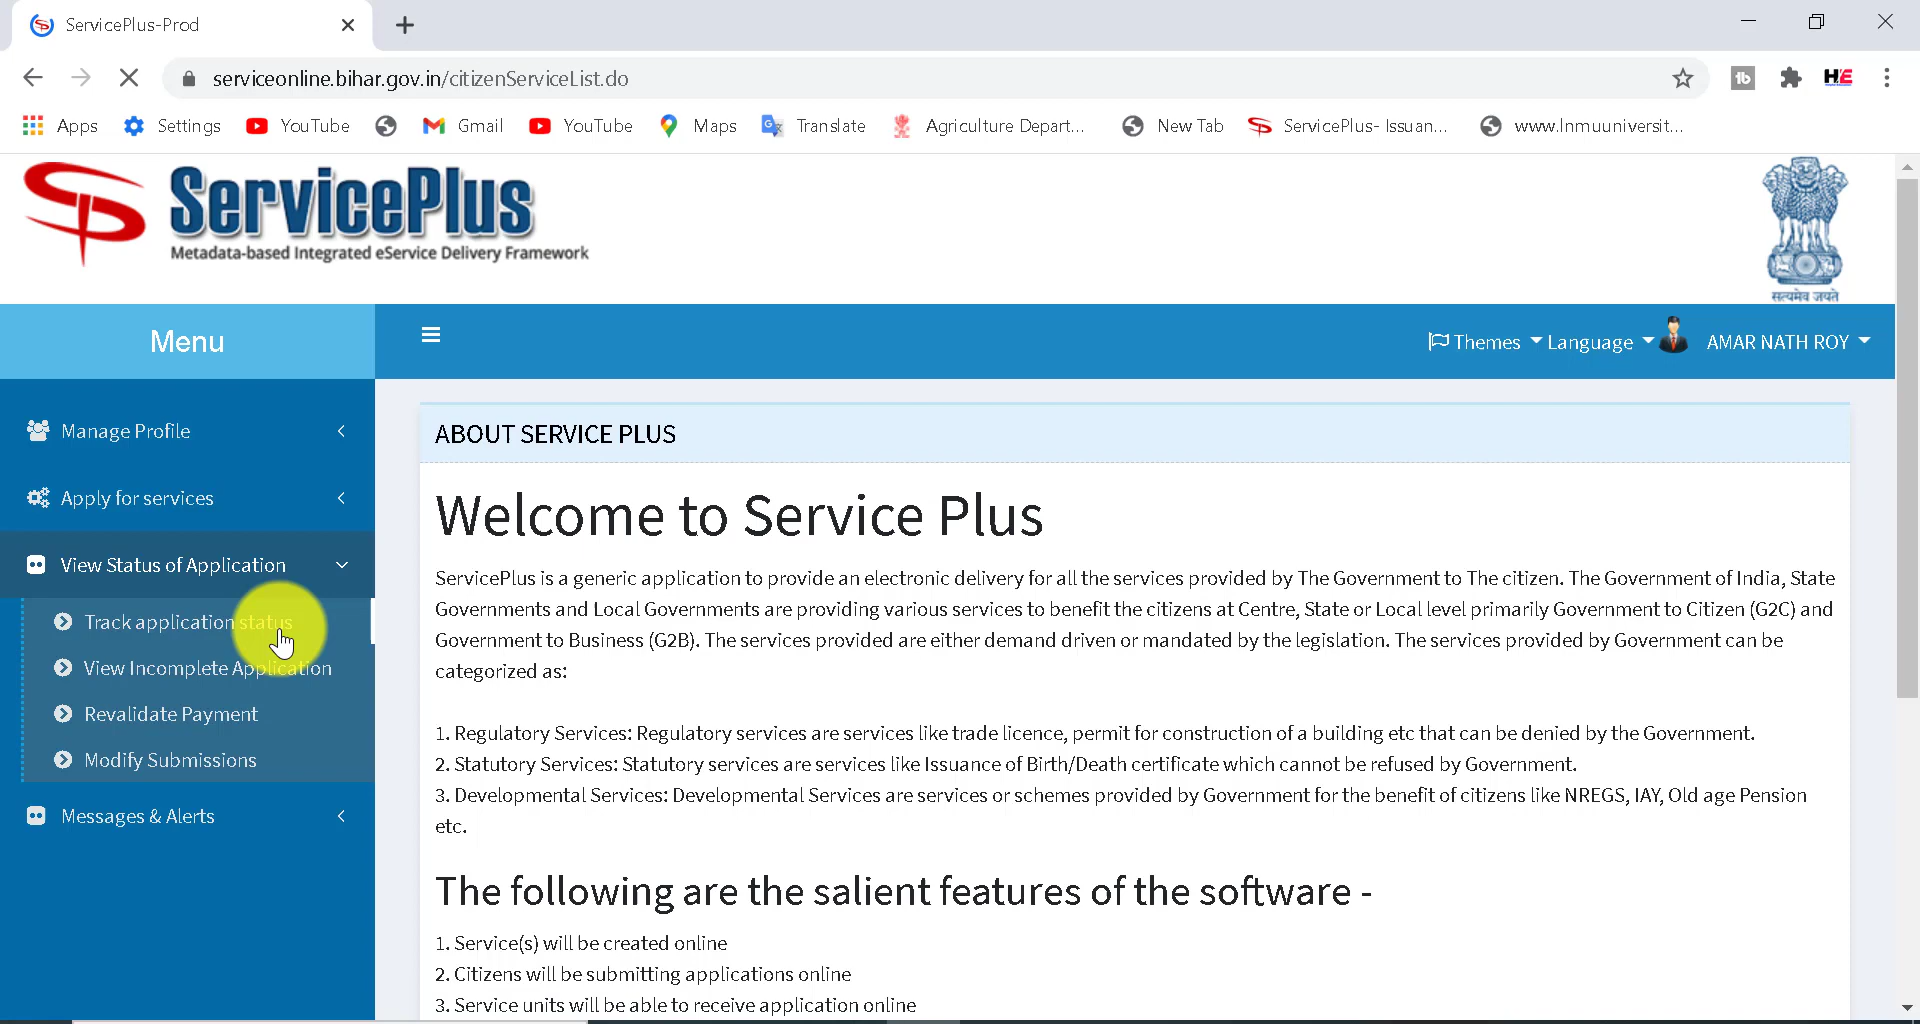 ServicePlus-Prod
serviceonline.bihar.gov.in/citizenServiceList.do
Apps Settings YouTube Gmail YouTube Maps Translate Agriculture Depart... New Tab ServicePlus- Issuan... www.lnmuuniversit...
ServicePlus
Metadata-based Integrated eService Delivery Framework
सत्यमेव जयते
Menu
Themes Language AMAR NATH ROY
Manage Profile
Apply for services
View Status of Application
Track application status
View Incomplete Application
Revalidate Payment
Modify Submissions
Messages & Alerts
ABOUT SERVICE PLUS
Welcome to Service Plus
ServicePlus is a generic application to provide an electronic delivery for all the services provided by The Government to The citizen. The Government of India, State
Governments and Local Governments are providing various services to benefit the citizens at Centre, State or Local level primarily Government to Citizen (G2C) and
Government to Business (G2B). The services provided are either demand driven or mandated by the legislation. The services provided by Government can be
categorized as:
1. Regulatory Services: Regulatory services are services like trade licence, permit for construction of a building etc that can be denied by the Government.
2. Statutory Services: Statutory services are services like Issuance of Birth/Death certificate which cannot be refused by Government.
3. Developmental Services: Developmental Services are services or schemes provided by Government for the benefit of citizens like NREGS, IAY, Old age Pension
etc.
The following are the salient features of the software -
1. Service(s) will be created online
2. Citizens will be submitting applications online
3. Service units will be able to receive application online